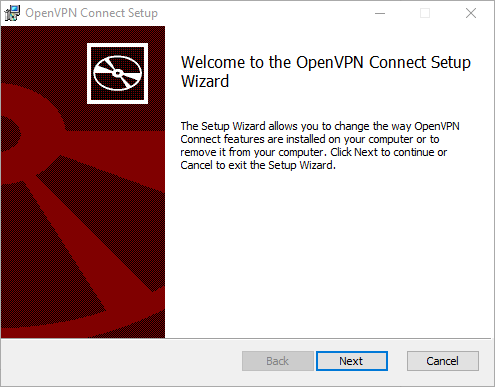 OpenVPN Connect Setup
Welcome to the OpenVPN Connect Setup
Wizard
The Setup Wizard allows you to change the way OpenVPN
Connect features are installed on your computer or to
remove it from your computer. Click Next to continue or
Cancel to exit the Setup Wizard.
Back Next Cancel